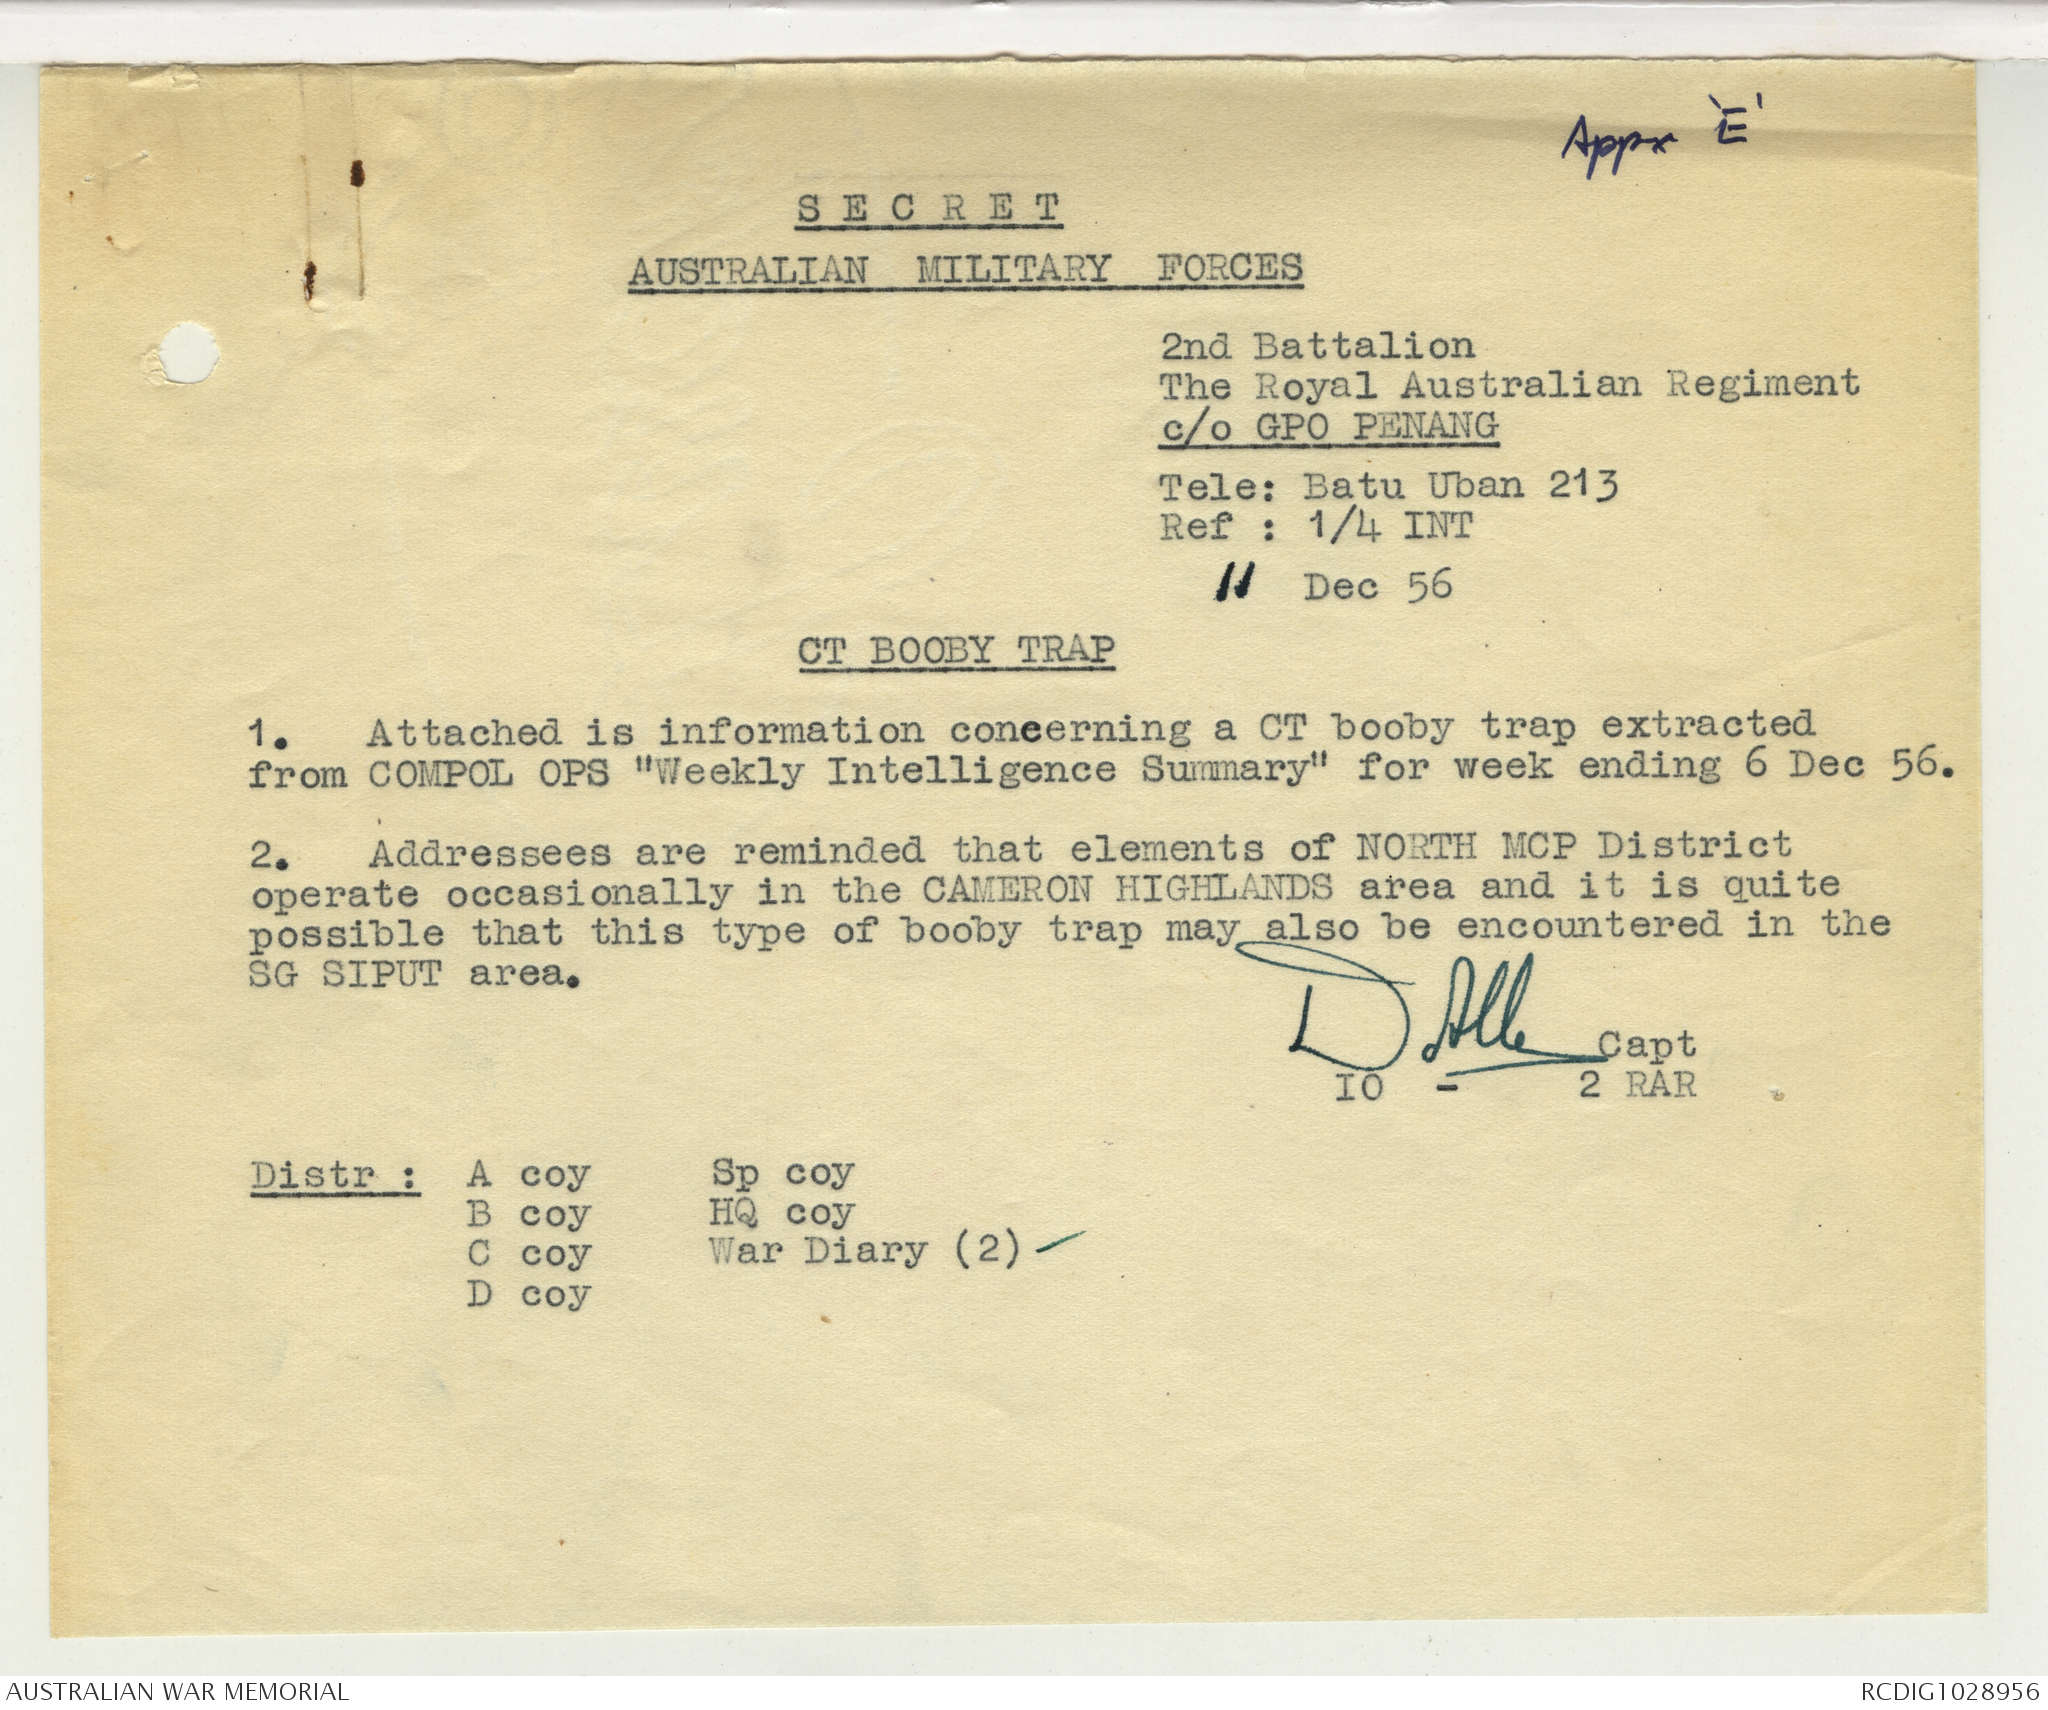 Appx 'E'
S E C R E T
AUSTRALIAN MILITARY FORCES
2nd Battalion
The Royal Australian Regiment
c/o GPO PENANG
Tele: Batu Uban 213
Ref : 1/4 INT
11 Dec 56
CT BOOBY TRAP
1. Attached is information concerning a CT booby trap extracted
from COMPOL OPS "Weekly Intelligence Summary" for week ending 6 Dec 56.
2. Addressees are reminded that elements of NORTH MCP District
operate occasionally in the CAMERON HIGHLANDS area and it is quite
possible that this type of booby trap may also be encountered in the
SG SIPUT area.
Capt
IO - 2 RAR
Distr : A coy Sp coy
B coy HQ coy
C coy War Diary (2)
D coy
AUSTRALIAN WAR MEMORIAL RCDIG1028956